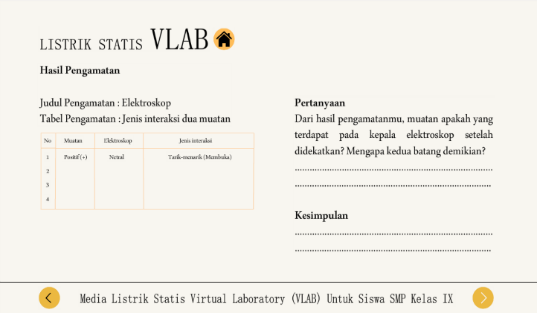 LISTRIK STATIS VLAB
Hasil Pengamatan
Judul Pengamatan : Elektroskop
Tabel Pengamatan : Jenis interaksi dua muatan
No Muatan Elektroskop Jenis interaksi
1 Positif (+) Netral Tarik-menarik (Membuka)
2
3
4
Pertanyaan
Dari hasil pengamatanmu, muatan apakah yang
terdapat pada kepala elektroskop setelah
didekatkan? Mengapa kedua batang demikian?
Kesimpulan
Media Listrik Statis Virtual Laboratory (VLAB) Untuk Siswa SMP Kelas IX